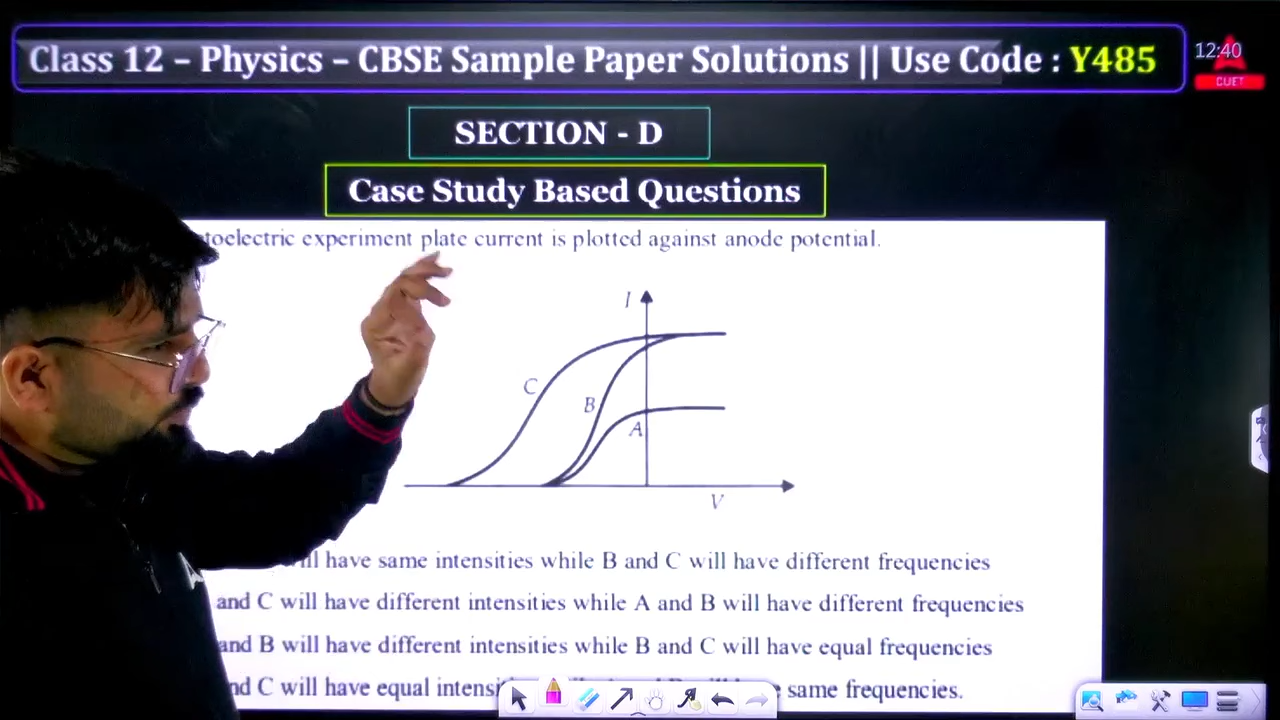 Class 12 – Physics – CBSE Sample Paper Solutions || Use Code : Y485
12:40
CUET
SECTION - D
Case Study Based Questions
toelectric experiment plate current is plotted against anode potential.
I
C
B
A
V
will have same intensities while B and C will have different frequencies
and C will have different intensities while A and B will have different frequencies
and B will have different intensities while B and C will have equal frequencies
nd C will have equal intensi same frequencies.